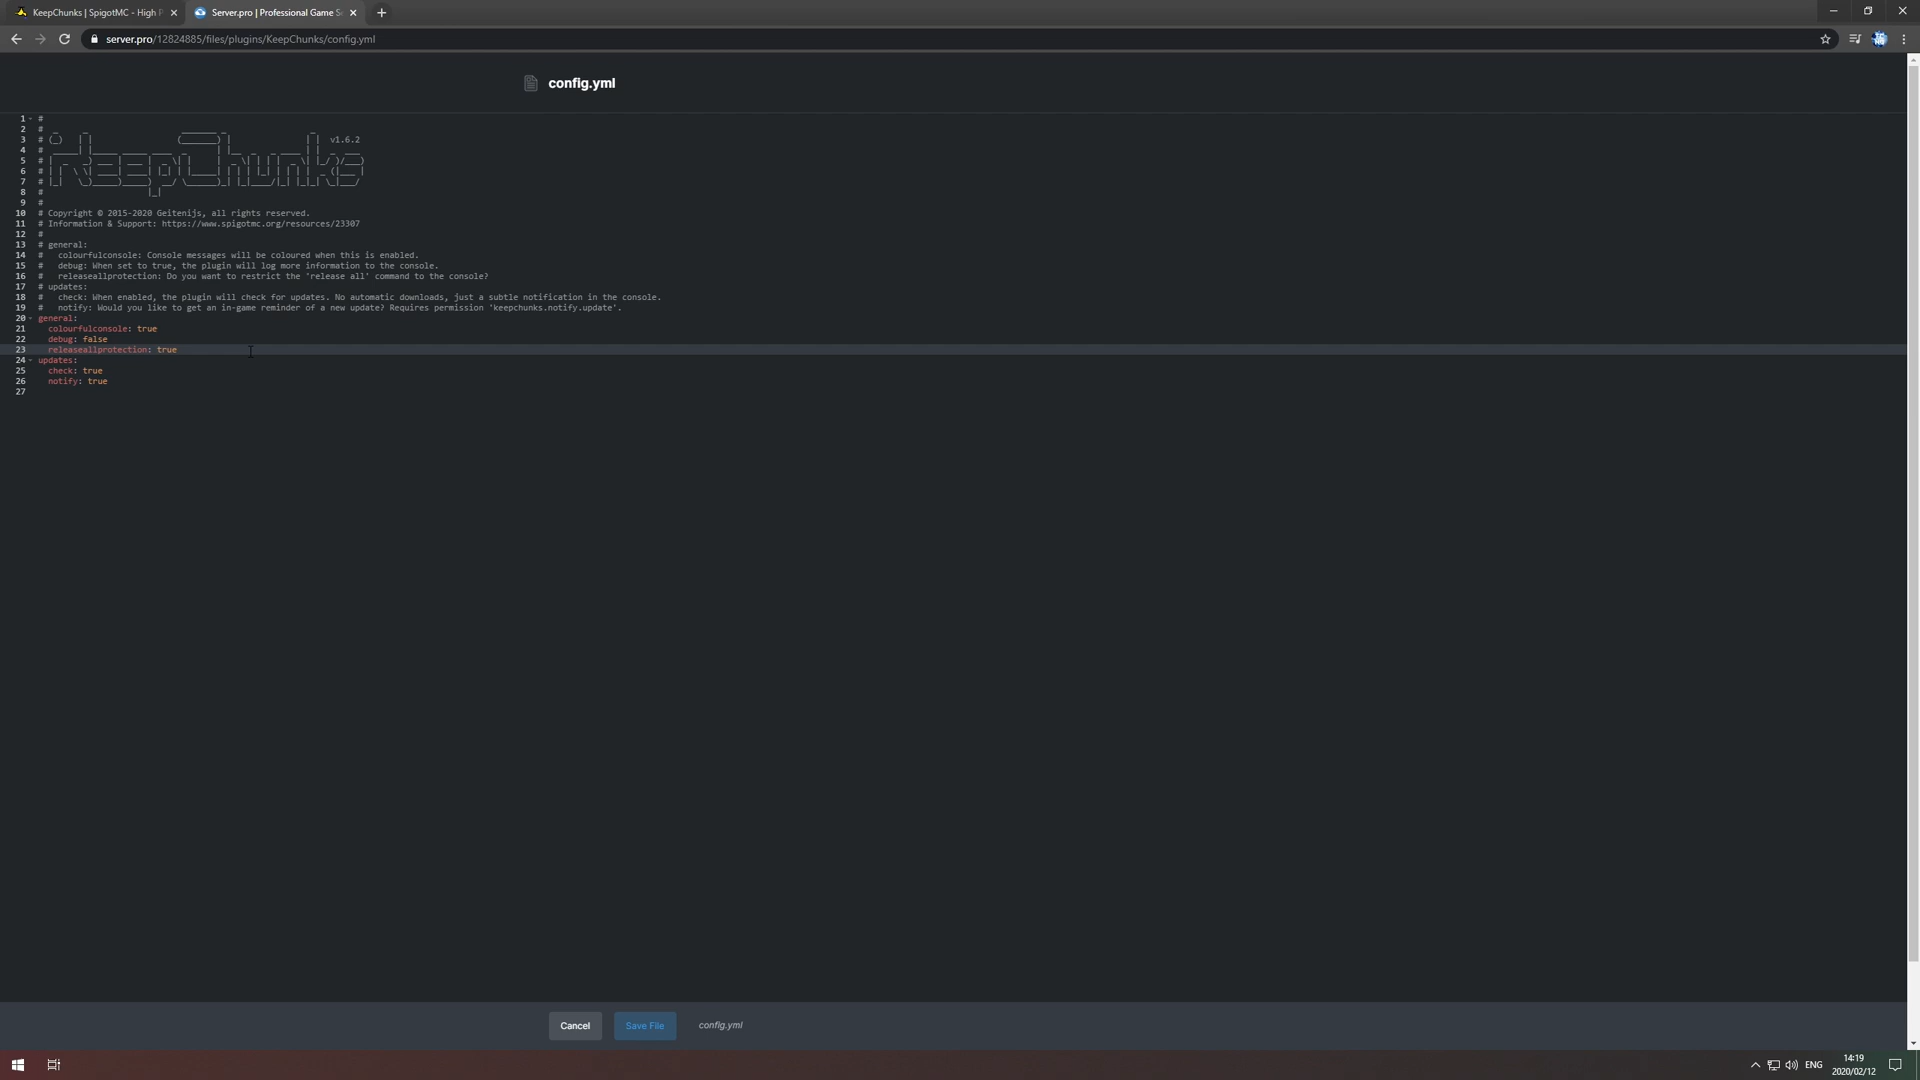 KeepChunks | SpigotMC - High P
Server.pro | Professional Game S
server.pro/12824885/files/plugins/KeepChunks/config.yml
config.yml
1 #
2 #
3 # v1.6.2
4 #
5 #
6 #
7 #
8 #
9 #
KeepChunks
10 # Copyright © 2015-2020 Geitenijs, all rights reserved.
11 # Information & Support: https://www.spigotmc.org/resources/23307
12 #
13 # general:
14 #   colourfulconsole: Console messages will be coloured when this is enabled.
15 #   debug: When set to true, the plugin will log more information to the console.
16 #   releaseallprotection: Do you want to restrict the 'release all' command to the console?
17 # updates:
18 #   check: When enabled, the plugin will check for updates. No automatic downloads, just a subtle notification in the console.
19 #   notify: Would you like to get an in-game reminder of a new update? Requires permission 'keepchunks.notify.update'.
20 general:
21   colourfulconsole: true
22   debug: false
23   releaseallprotection: true
24 updates:
25   check: true
26   notify: true
27
Cancel
Save File
config.yml
ENG
14:19
2020/02/12